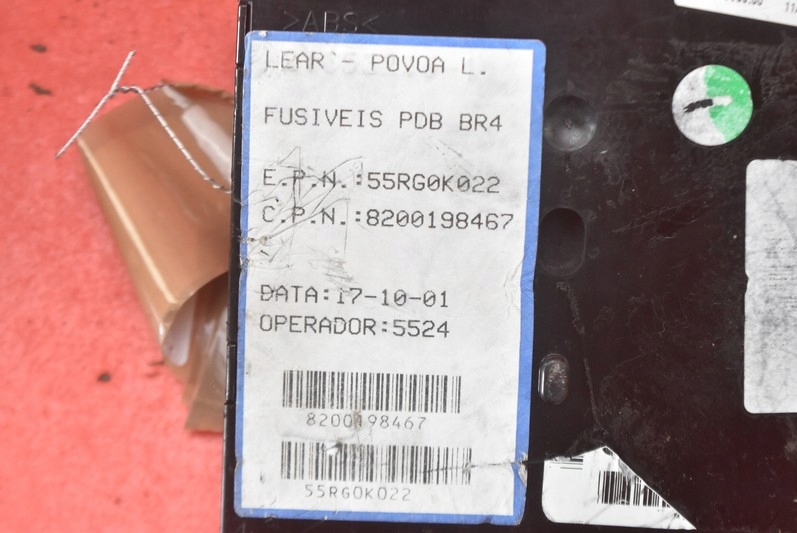 >ABS<
LEAR - POVOA L.
FUSIVEIS PDB BR4
E.P.N.:55RG0K022
C.P.N.:8200198467
DATA:17-10-01
OPERADOR:5524
8200198467
55RG0K022